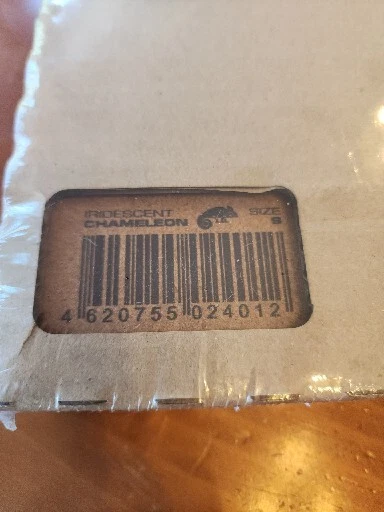 IRIDESCENT SIZE
CHAMELEON S
4 620755 024012